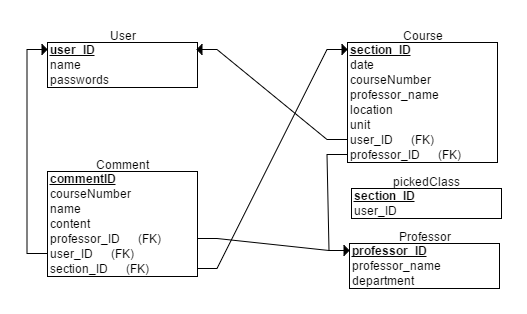 User
user_ID
name
passwords
Course
section_ID
date
courseNumber
professor_name
location
unit
user_ID (FK)
professor_ID (FK)
Comment
commentID
courseNumber
name
content
professor_ID (FK)
user_ID (FK)
section_ID (FK)
pickedClass
section_ID
user_ID
Professor
professor_ID
professor_name
department